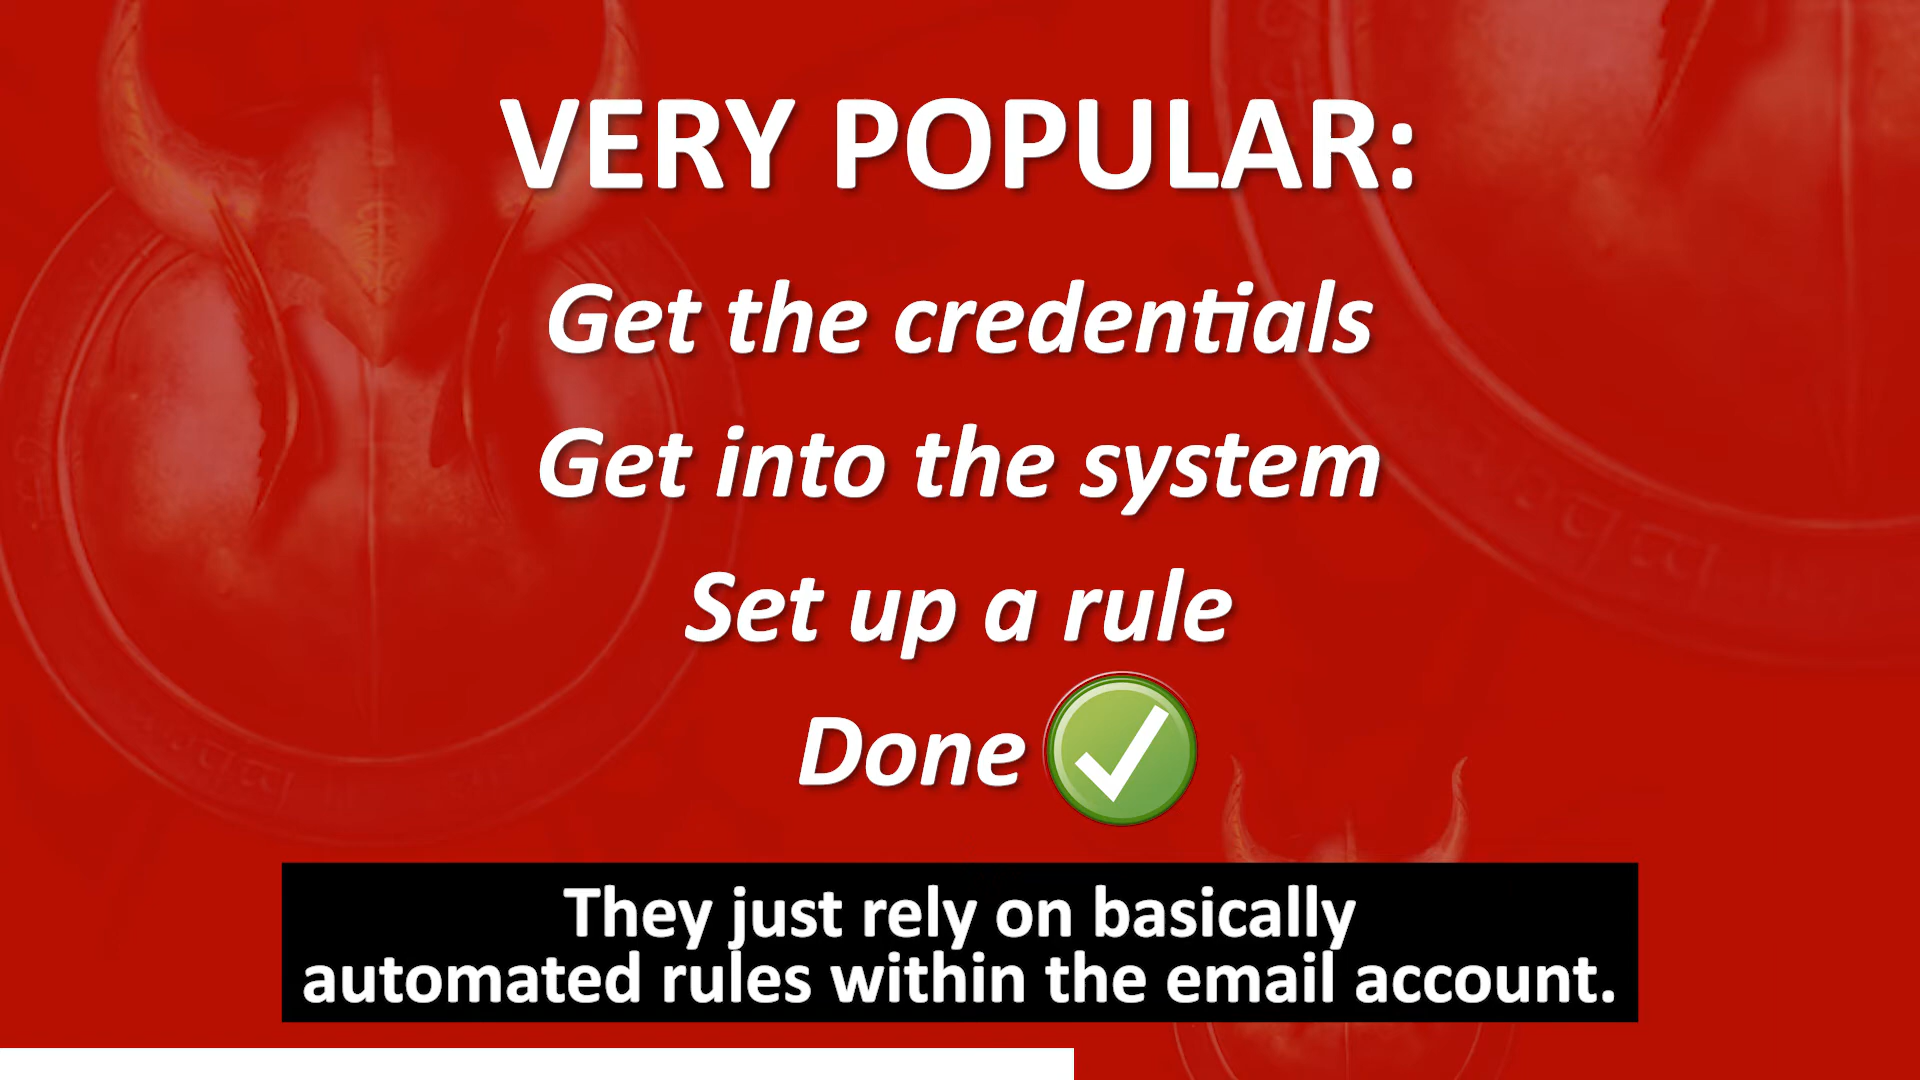 VERY POPULAR:
Get the credentials
Get into the system
Set up a rule
Done
They just rely on basically
automated rules within the email account.